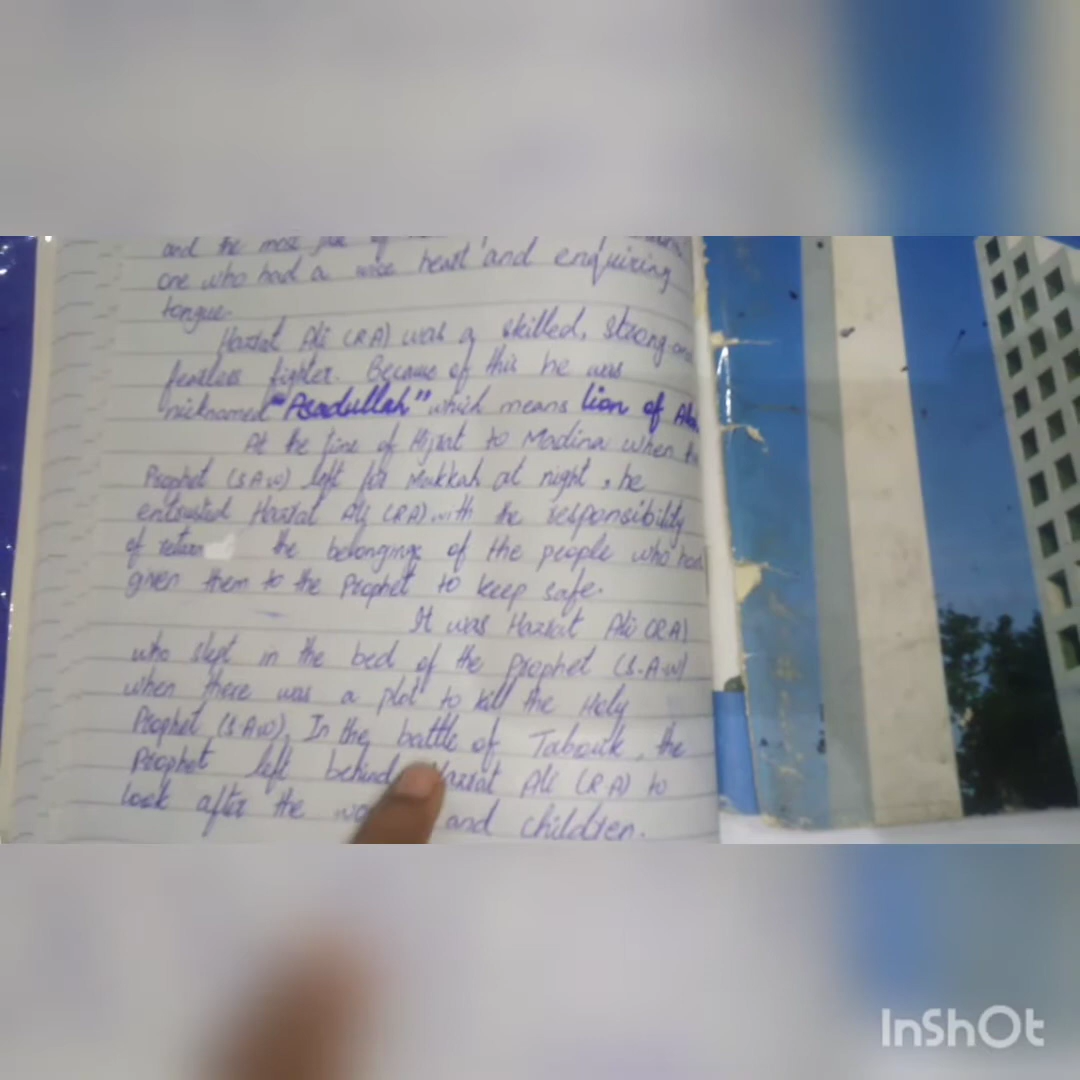 and the most
one who had a wise heart and enquiring
tongue.
Hazrat Ali (RA) was a skilled, strong and
fearless fighter. Because of this he was
nicknamed "Asadullah" which means lion of
At the time of Hijrat to Madina when
Prophet (S.A.W) left for Makkah at night, he
entrusted Hazrat Ali (RA) with the responsibility
of return the belongings of the people who had
given them to the Prophet to keep safe.
It was Hazrat Ali (RA)
who slept in the bed of the Prophet (S.A.W)
when there was a plot to kill the Holy
Prophet (S.A.W). In the battle of Tabouk, the
Prophet left behind Hazrat Ali (RA) to
look after the and children.
InShOt